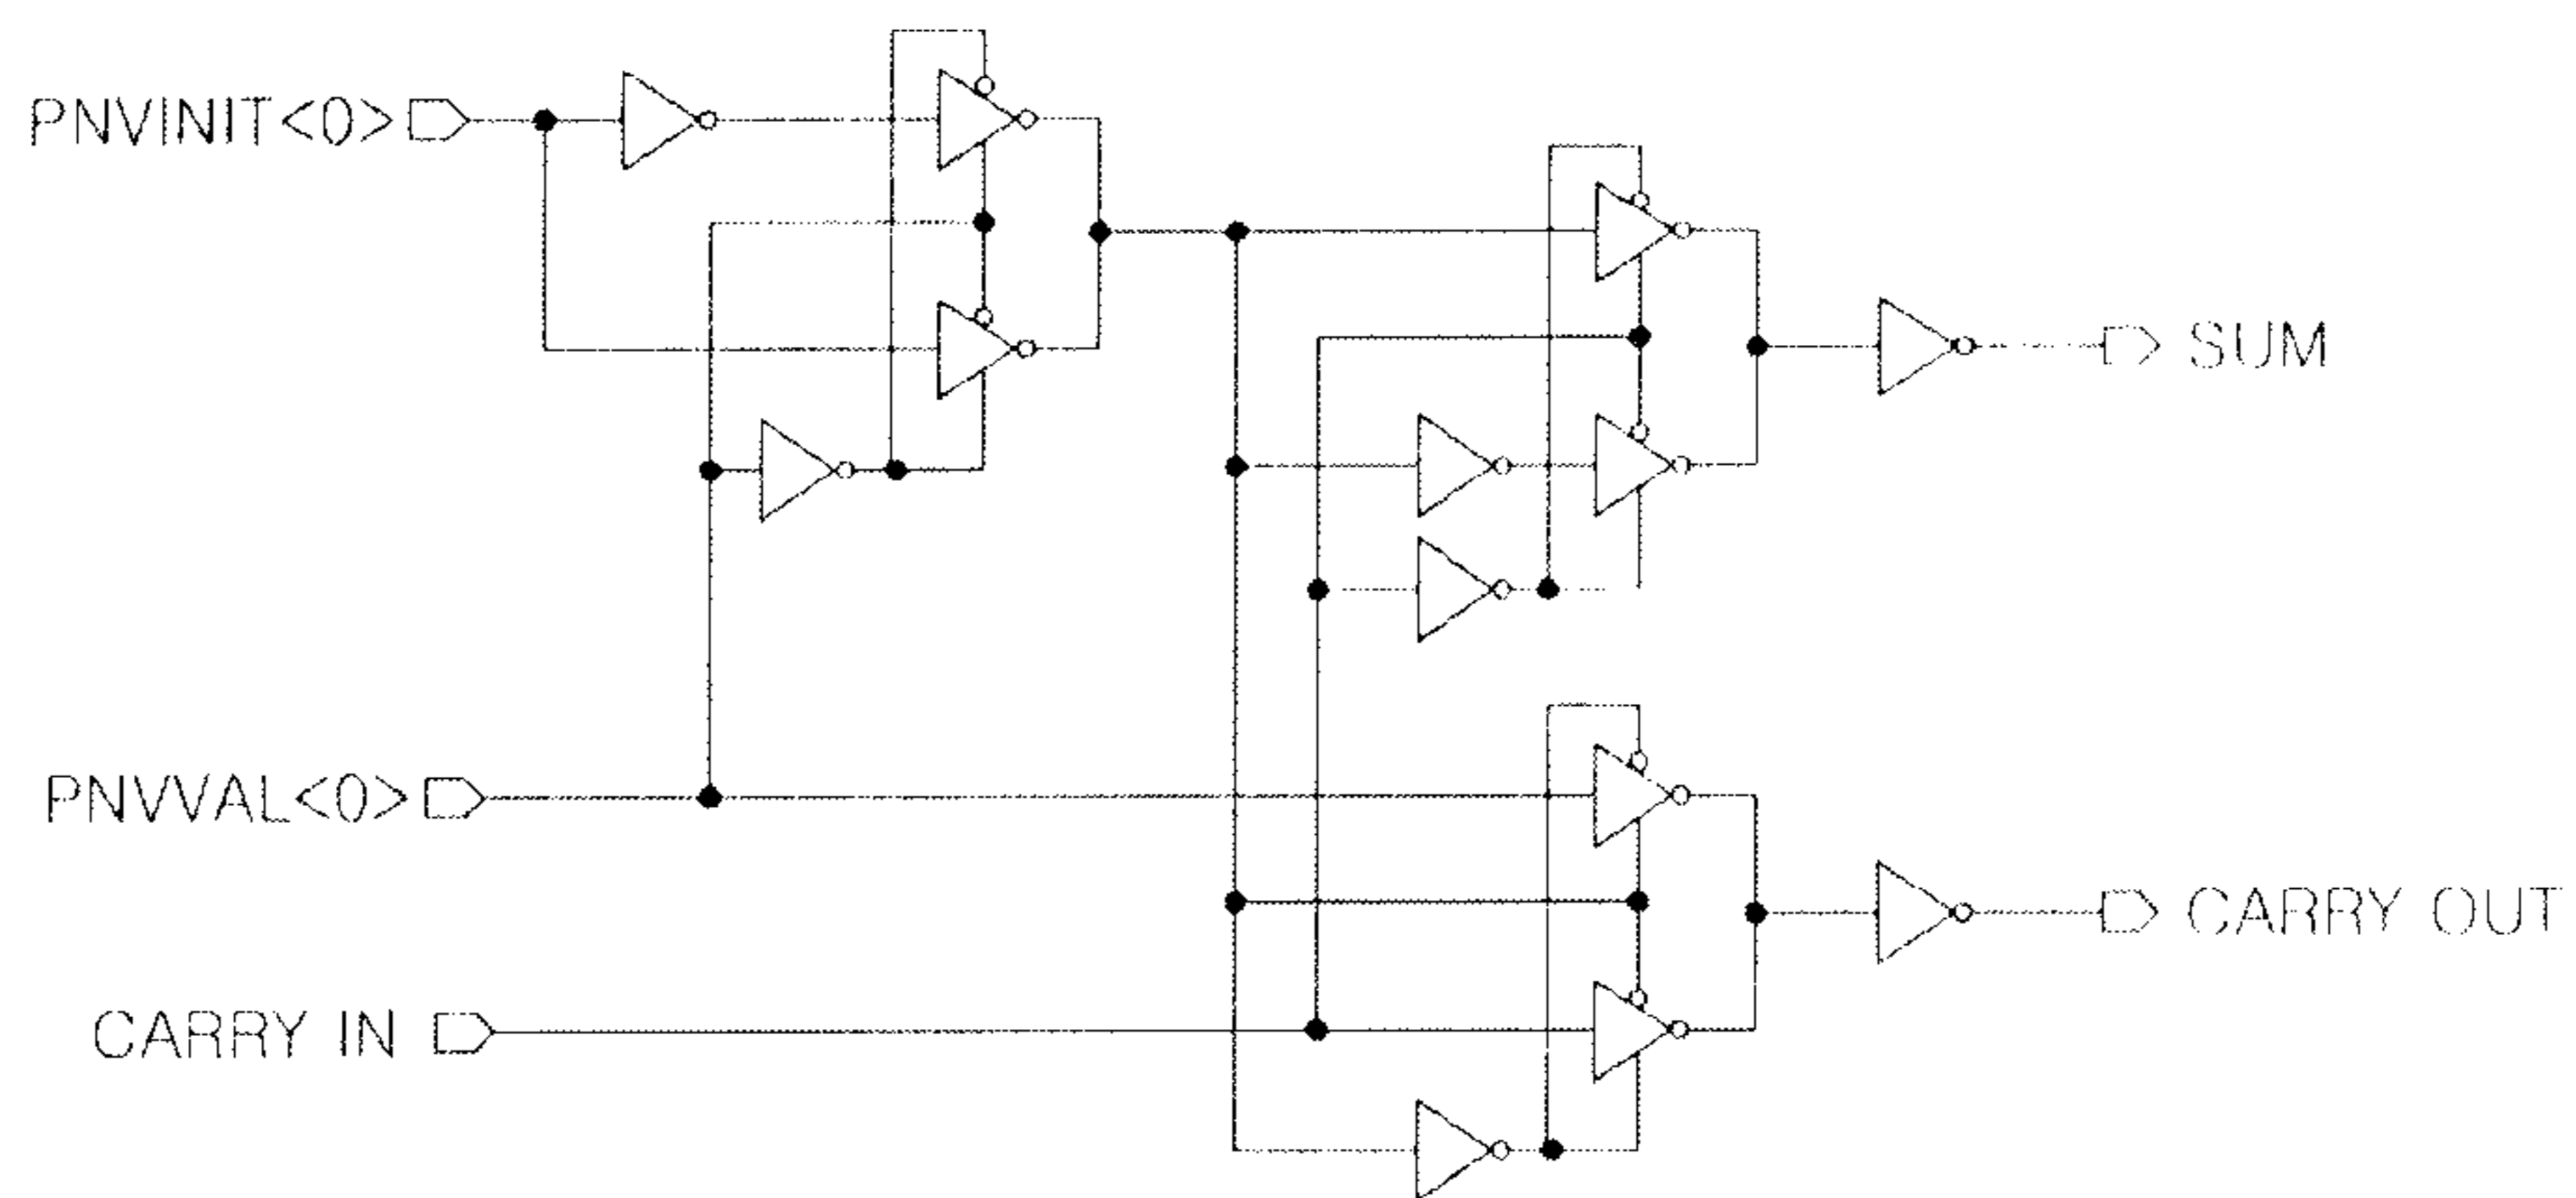 PNVINIT<0>
SUM
PNVVAL<0>
CARRY OUT
CARRY IN